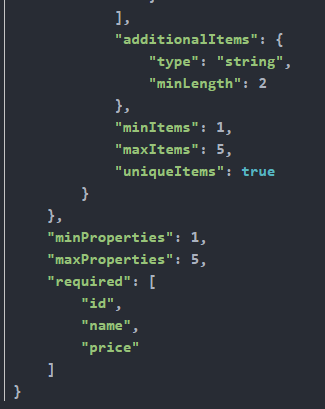 ],
"additionalItems": {
"type": "string",
"minLength": 2
},
"minItems": 1,
"maxItems": 5,
"uniqueItems": true
}
},
"minProperties": 1,
"maxProperties": 5,
"required": [
"id",
"name",
"price"
]
}